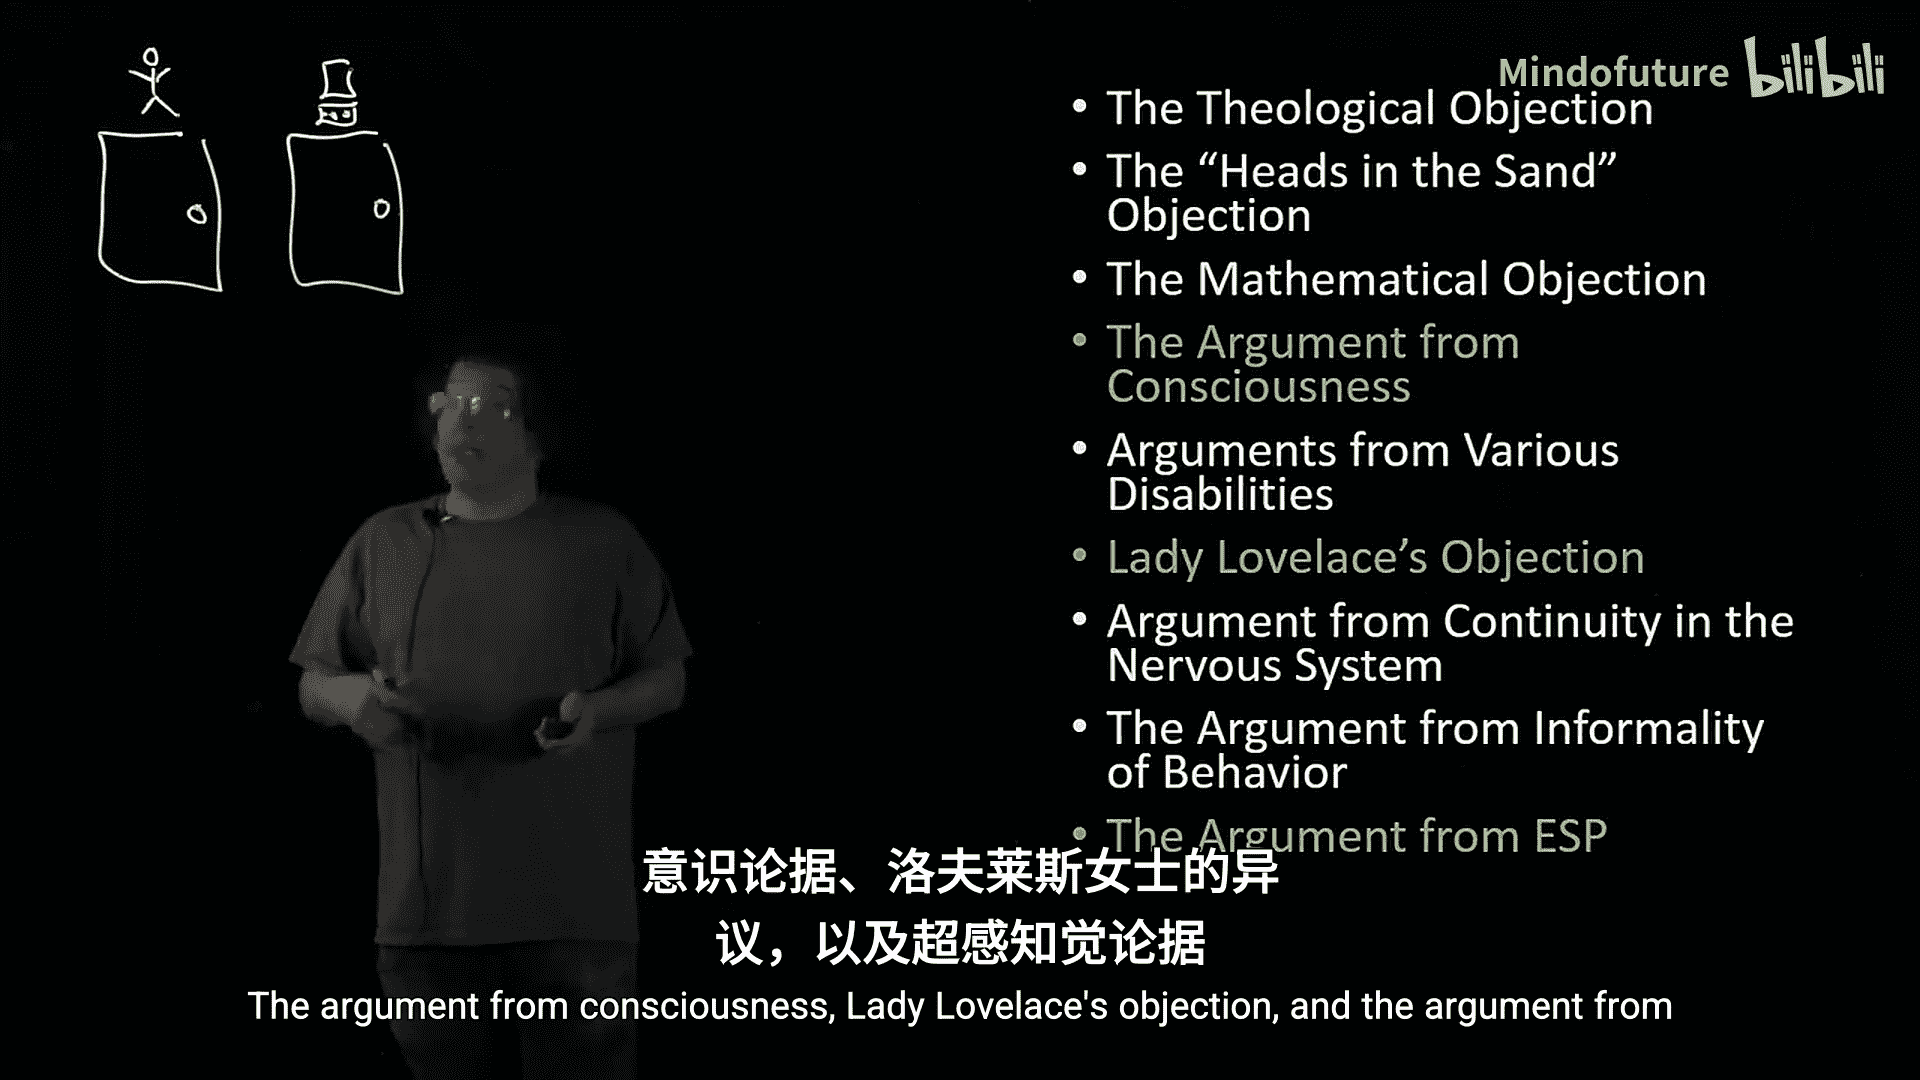 Mindofuture bilibili
• The Theological Objection
• The “Heads in the Sand”
Objection
• The Mathematical Objection
• The Argument from
Consciousness
• Arguments from Various
Disabilities
• Lady Lovelace’s Objection
• Argument from Continuity in the
Nervous System
• The Argument from Informality
of Behavior
• The Argument from ESP
意识论据、洛夫莱斯女士的异
议，以及超感知觉论据
The argument from consciousness, Lady Lovelace's objection, and the argument from